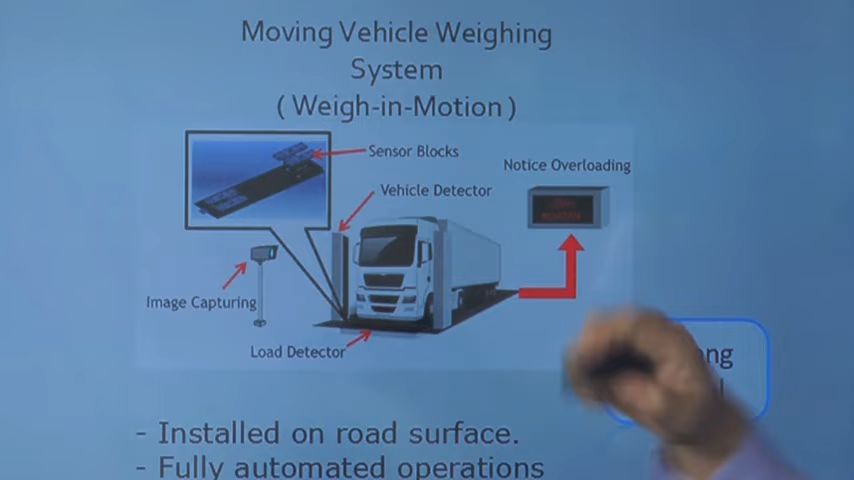 Moving Vehicle Weighing
System
( Weigh-in-Motion )
Sensor Blocks
Notice Overloading
Vehicle Detector
Image Capturing
Load Detector
- Installed on road surface.
- Fully automated operations